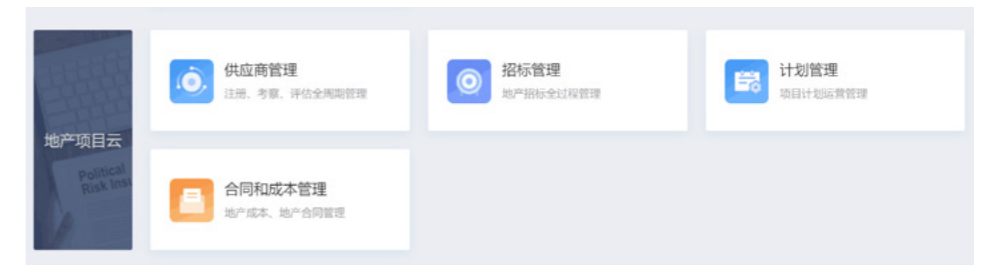 地产项目云
Political
Risk Insu
供应商管理
注册、考察、评估全周期管理
招标管理
地产招标全过程管理
计划管理
项目计划运营管理
合同和成本管理
地产成本、地产合同管理